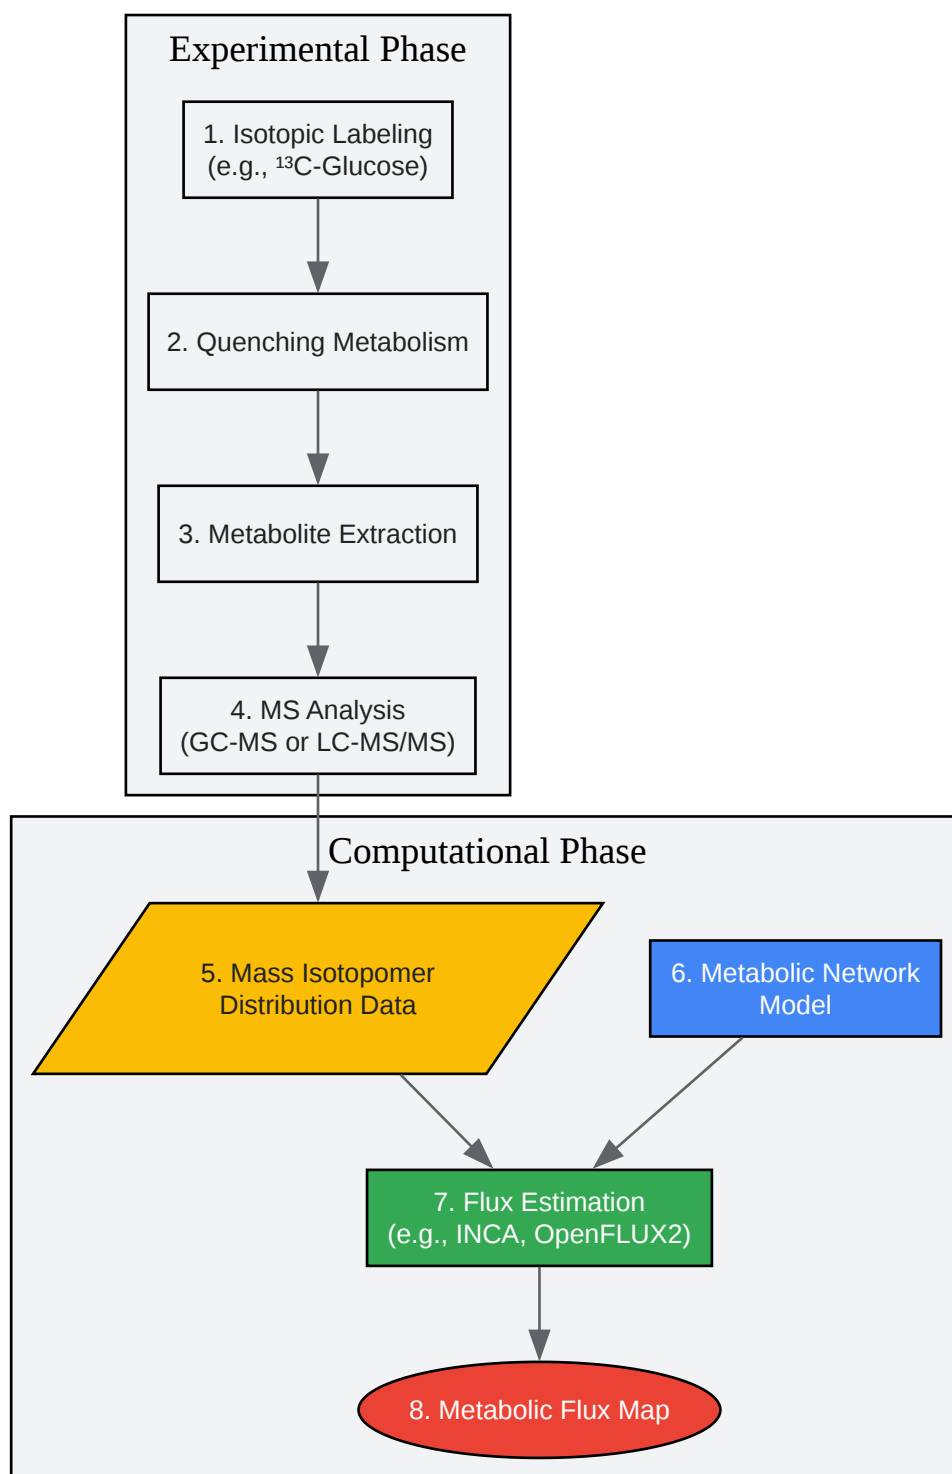 Experimental Phase
1. Isotopic Labeling
(e.g., ¹³C-Glucose)
2. Quenching Metabolism
3. Metabolite Extraction
4. MS Analysis
(GC-MS or LC-MS/MS)
Computational Phase
5. Mass Isotopomer
Distribution Data
6. Metabolic Network
Model
7. Flux Estimation
(e.g., INCA, OpenFLUX2)
8. Metabolic Flux Map